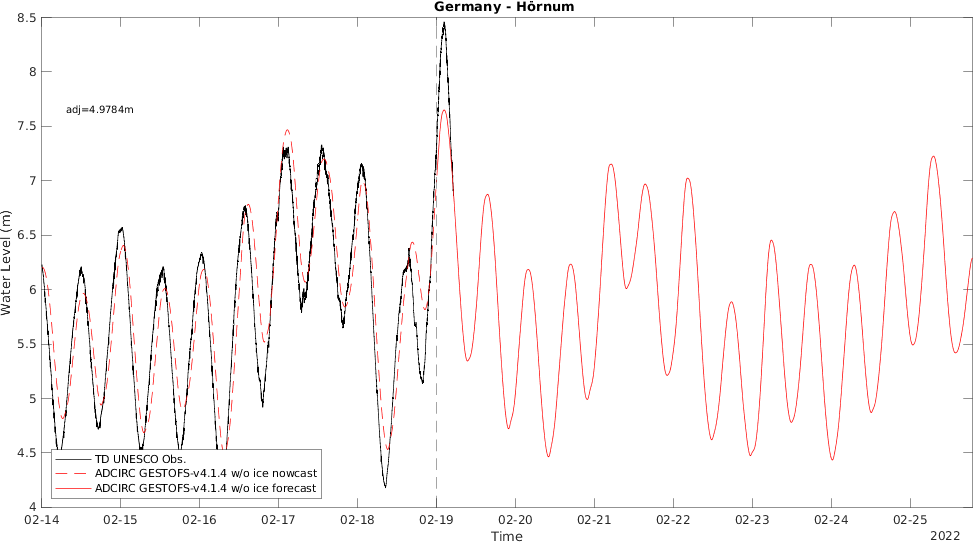 Germany - Hörnum
8.5
8
7.5
7
6.5
6
5.5
5
4.5
4
Water Level (m)
adj=4.9784m
TD UNESCO Obs.
ADCIRC GESTOFS-v4.1.4 w/o ice nowcast
ADCIRC GESTOFS-v4.1.4 w/o ice forecast
02-14 02-15 02-16 02-17 02-18 02-19 02-20 02-21 02-22 02-23 02-24 02-25
Time
2022